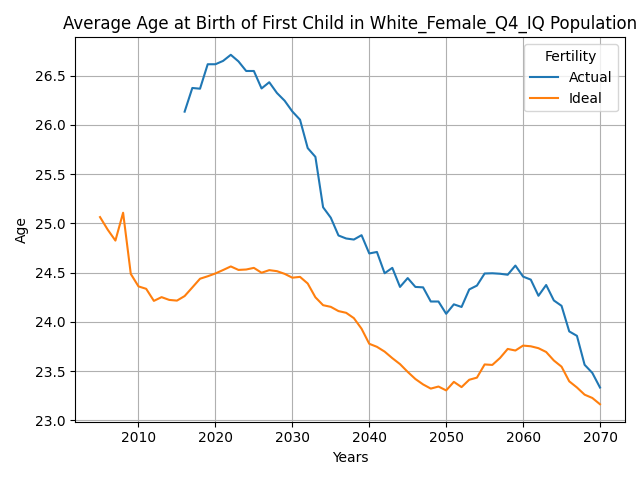 Average Age at Birth of First Child in White_Female_Q4_IQ Population
Fertility
Actual
Ideal
26.5
26.0
25.5
25.0
24.5
24.0
23.5
23.0
Age
2010 2020 2030 2040 2050 2060 2070
Years